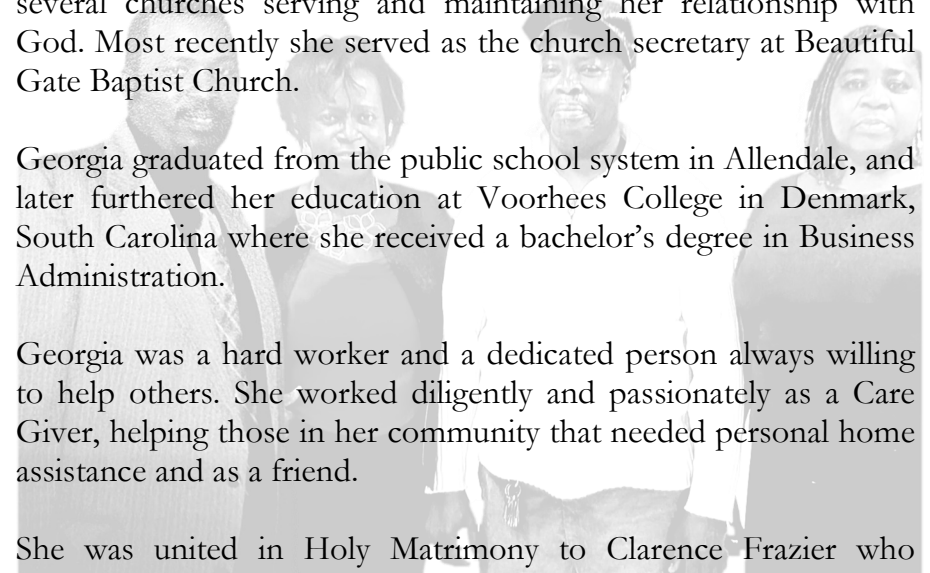 several churches serving and maintaining her relationship with
God. Most recently she served as the church secretary at Beautiful
Gate Baptist Church.
Georgia graduated from the public school system in Allendale, and
later furthered her education at Voorhees College in Denmark,
South Carolina where she received a bachelor’s degree in Business
Administration.
Georgia was a hard worker and a dedicated person always willing
to help others. She worked diligently and passionately as a Care
Giver, helping those in her community that needed personal home
assistance and as a friend.
She was united in Holy Matrimony to Clarence Frazier who